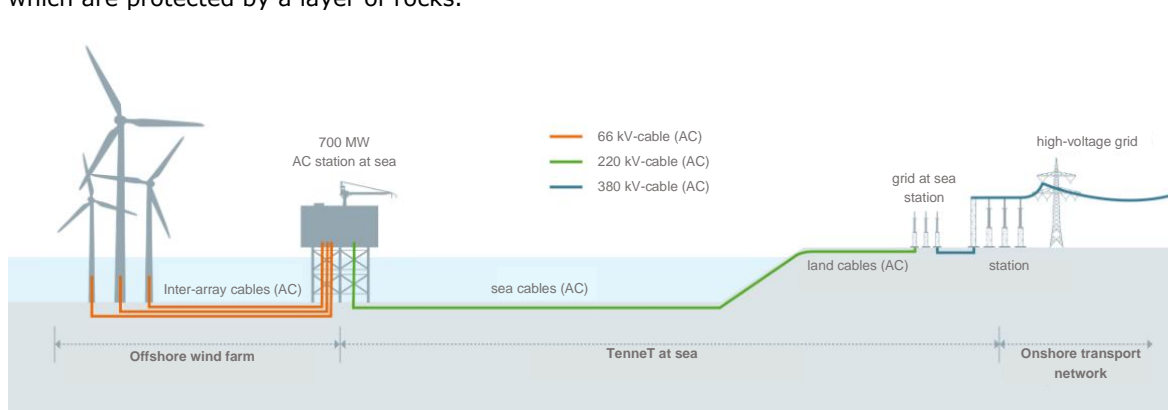 which are protected by a layer of rocks.
700 MW
AC station at sea
66 kV-cable (AC)
220 kV-cable (AC)
380 kV-cable (AC)
high-voltage grid
grid at sea
station
Inter-array cables (AC)
sea cables (AC)
land cables (AC)
station
Offshore wind farm
TenneT at sea
Onshore transport
network